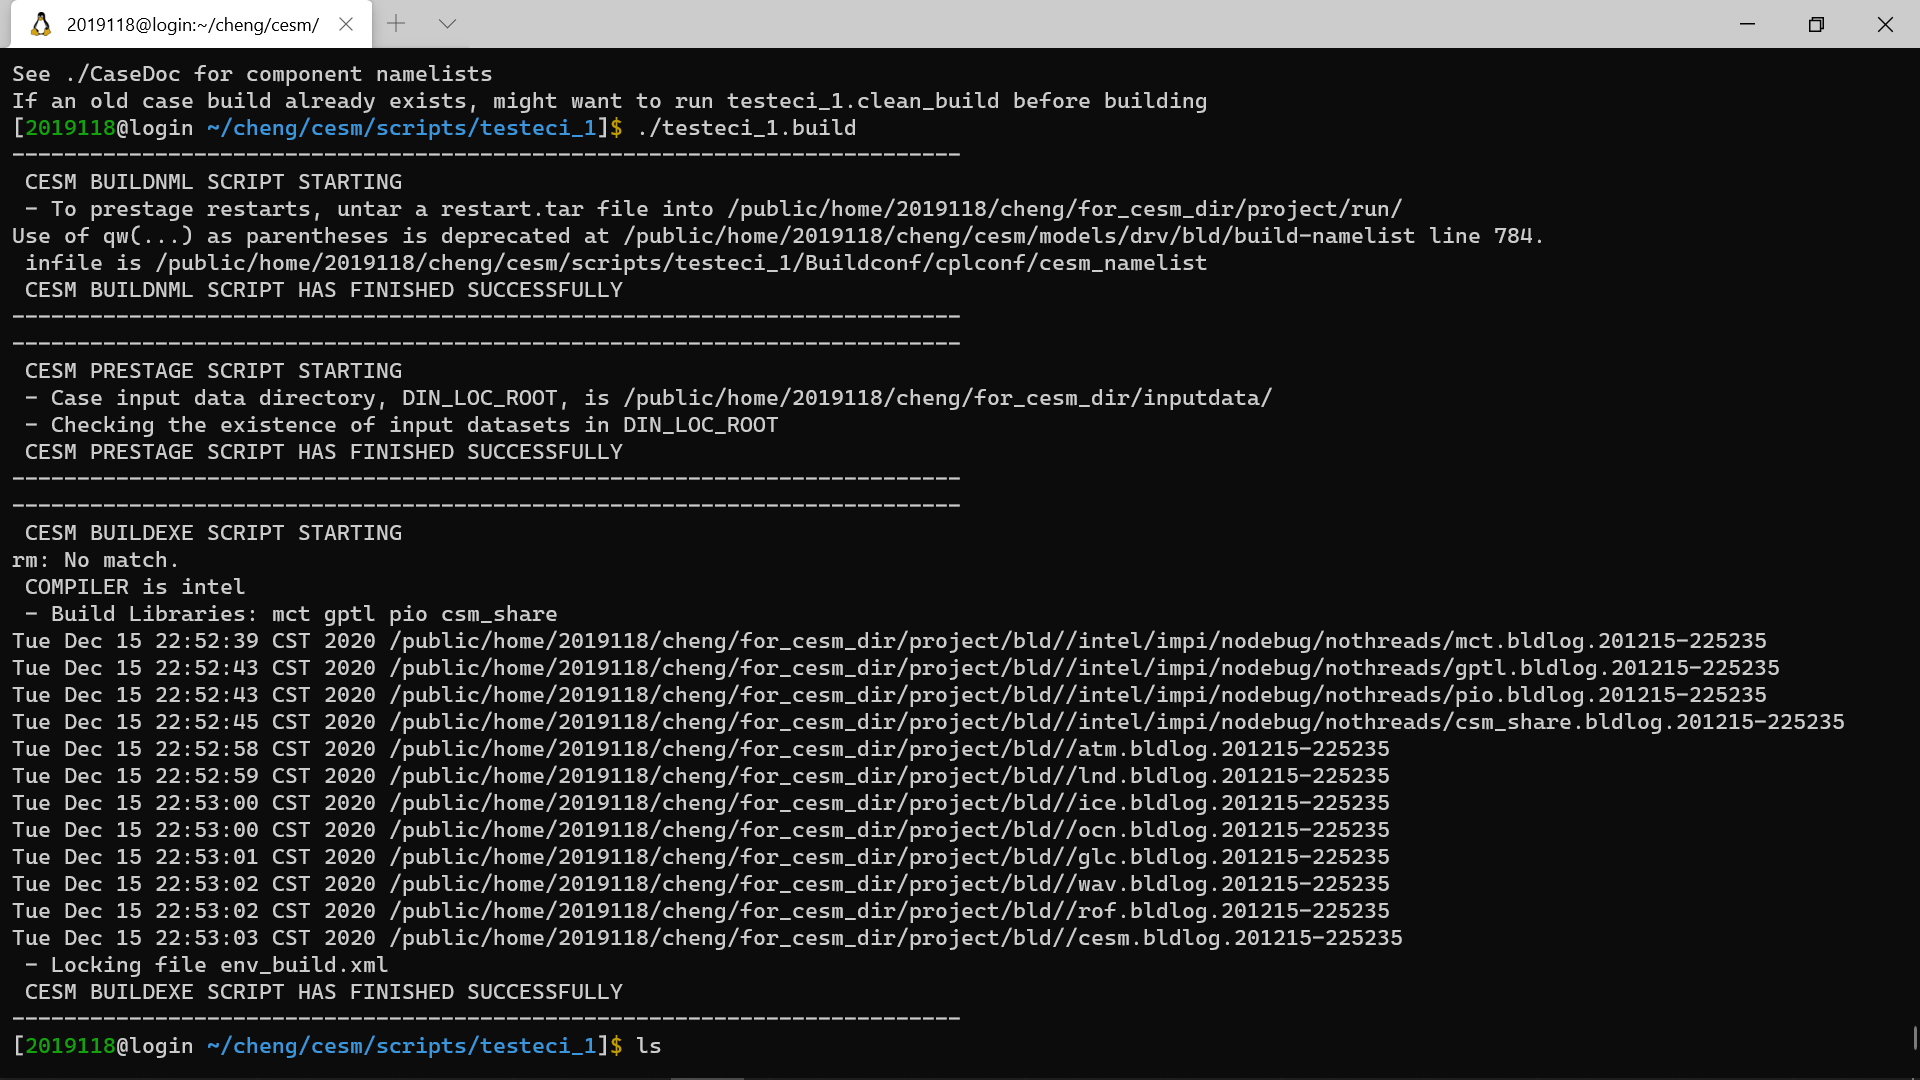 2019118@login:~/cheng/cesm/
See ./CaseDoc for component namelists
If an old case build already exists, might want to run testeci_1.clean_build before building
[2019118@login ~/cheng/cesm/scripts/testeci_1]$ ./testeci_1.build
-------------------------------------------------------------------------
CESM BUILDNML SCRIPT STARTING
- To prestage restarts, untar a restart.tar file into /public/home/2019118/cheng/for_cesm_dir/project/run/
Use of qw(...) as parentheses is deprecated at /public/home/2019118/cheng/cesm/models/drv/bld/build-namelist line 784.
infile is /public/home/2019118/cheng/cesm/scripts/testeci_1/Buildconf/cplconf/cesm_namelist
CESM BUILDNML SCRIPT HAS FINISHED SUCCESSFULLY
-------------------------------------------------------------------------
-------------------------------------------------------------------------
CESM PRESTAGE SCRIPT STARTING
- Case input data directory, DIN_LOC_ROOT, is /public/home/2019118/cheng/for_cesm_dir/inputdata/
- Checking the existence of input datasets in DIN_LOC_ROOT
CESM PRESTAGE SCRIPT HAS FINISHED SUCCESSFULLY
-------------------------------------------------------------------------
-------------------------------------------------------------------------
CESM BUILDEXE SCRIPT STARTING
rm: No match.
COMPILER is intel
- Build Libraries: mct gptl pio csm_share
Tue Dec 15 22:52:39 CST 2020 /public/home/2019118/cheng/for_cesm_dir/project/bld//intel/impi/nodebug/nothreads/mct.bldlog.201215-225235
Tue Dec 15 22:52:43 CST 2020 /public/home/2019118/cheng/for_cesm_dir/project/bld//intel/impi/nodebug/nothreads/gptl.bldlog.201215-225235
Tue Dec 15 22:52:43 CST 2020 /public/home/2019118/cheng/for_cesm_dir/project/bld//intel/impi/nodebug/nothreads/pio.bldlog.201215-225235
Tue Dec 15 22:52:45 CST 2020 /public/home/2019118/cheng/for_cesm_dir/project/bld//intel/impi/nodebug/nothreads/csm_share.bldlog.201215-225235
Tue Dec 15 22:52:58 CST 2020 /public/home/2019118/cheng/for_cesm_dir/project/bld//atm.bldlog.201215-225235
Tue Dec 15 22:52:59 CST 2020 /public/home/2019118/cheng/for_cesm_dir/project/bld//lnd.bldlog.201215-225235
Tue Dec 15 22:53:00 CST 2020 /public/home/2019118/cheng/for_cesm_dir/project/bld//ice.bldlog.201215-225235
Tue Dec 15 22:53:00 CST 2020 /public/home/2019118/cheng/for_cesm_dir/project/bld//ocn.bldlog.201215-225235
Tue Dec 15 22:53:01 CST 2020 /public/home/2019118/cheng/for_cesm_dir/project/bld//glc.bldlog.201215-225235
Tue Dec 15 22:53:02 CST 2020 /public/home/2019118/cheng/for_cesm_dir/project/bld//wav.bldlog.201215-225235
Tue Dec 15 22:53:02 CST 2020 /public/home/2019118/cheng/for_cesm_dir/project/bld//rof.bldlog.201215-225235
Tue Dec 15 22:53:03 CST 2020 /public/home/2019118/cheng/for_cesm_dir/project/bld//cesm.bldlog.201215-225235
- Locking file env_build.xml
CESM BUILDEXE SCRIPT HAS FINISHED SUCCESSFULLY
-------------------------------------------------------------------------
[2019118@login ~/cheng/cesm/scripts/testeci_1]$ ls